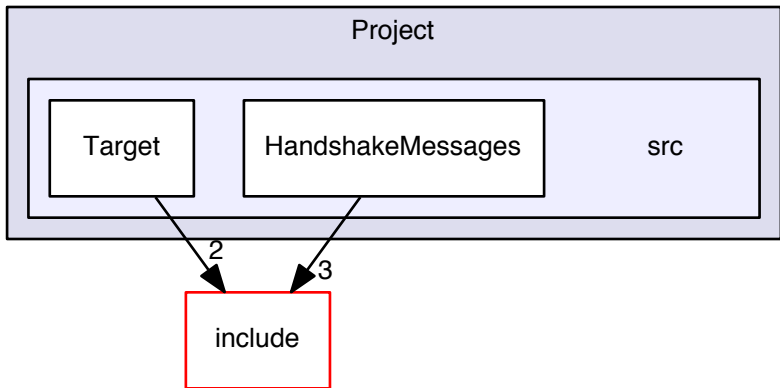 Project
Target
HandshakeMessages
src
2
3
include